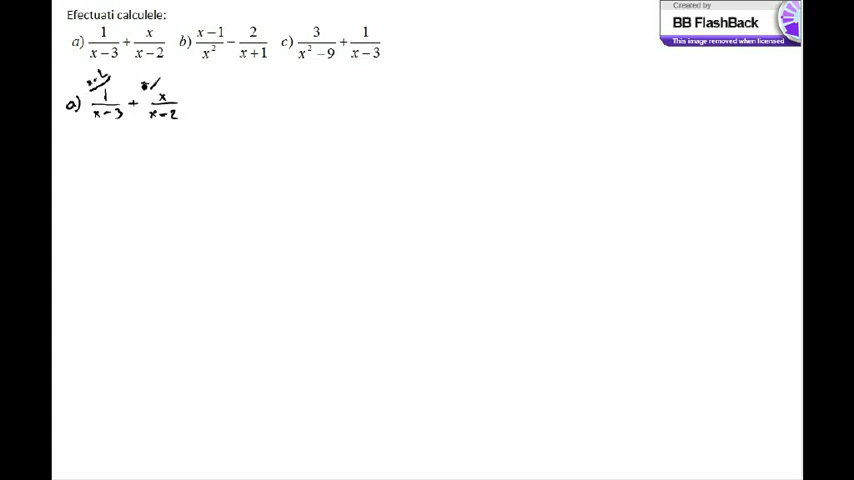 Efectuati calculele:
a) 1/(x−3) + x/(x−2) b) (x−1)/x² − 2/(x+1) c) 3/(x²−9) + 1/(x−3)
x-2
a) 1/(x−3) + x/(x−2)
Created by
BB FlashBack
This image removed when licensed